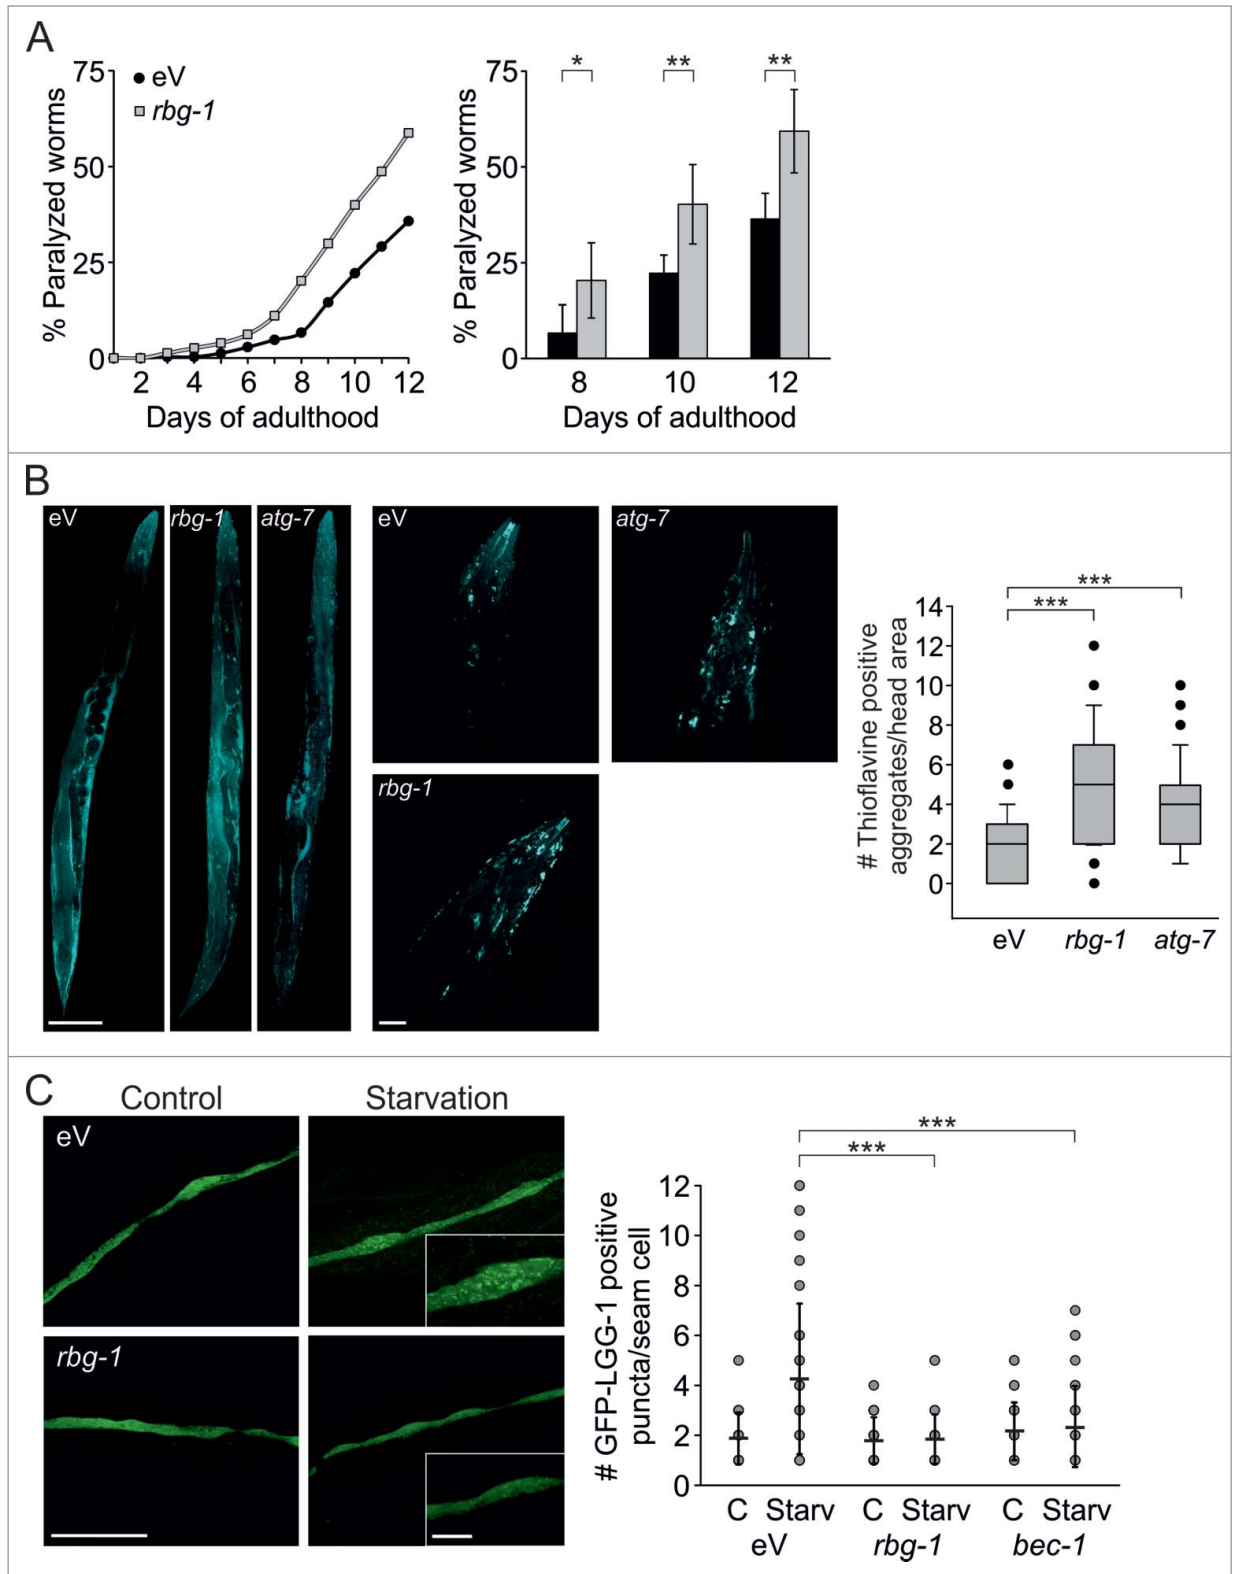 A
75
50
25
0
% Paralyzed worms
eV
rbg-1
2 4 6 8 10 12
Days of adulthood
75
50
25
0
% Paralyzed worms
* ** **
8 10 12
Days of adulthood
B
eV
rbg-1
atg-7
eV
atg-7
rbg-1
# Thioflavine positive
aggregates/head area
14
12
10
8
6
4
2
0
***
***
eV rbg-1 atg-7
C
Control Starvation
eV
rbg-1
# GFP-LGG-1 positive
puncta/seam cell
12
10
8
6
4
2
0
***
***
C Starv C Starv C Starv
eV rbg-1 bec-1